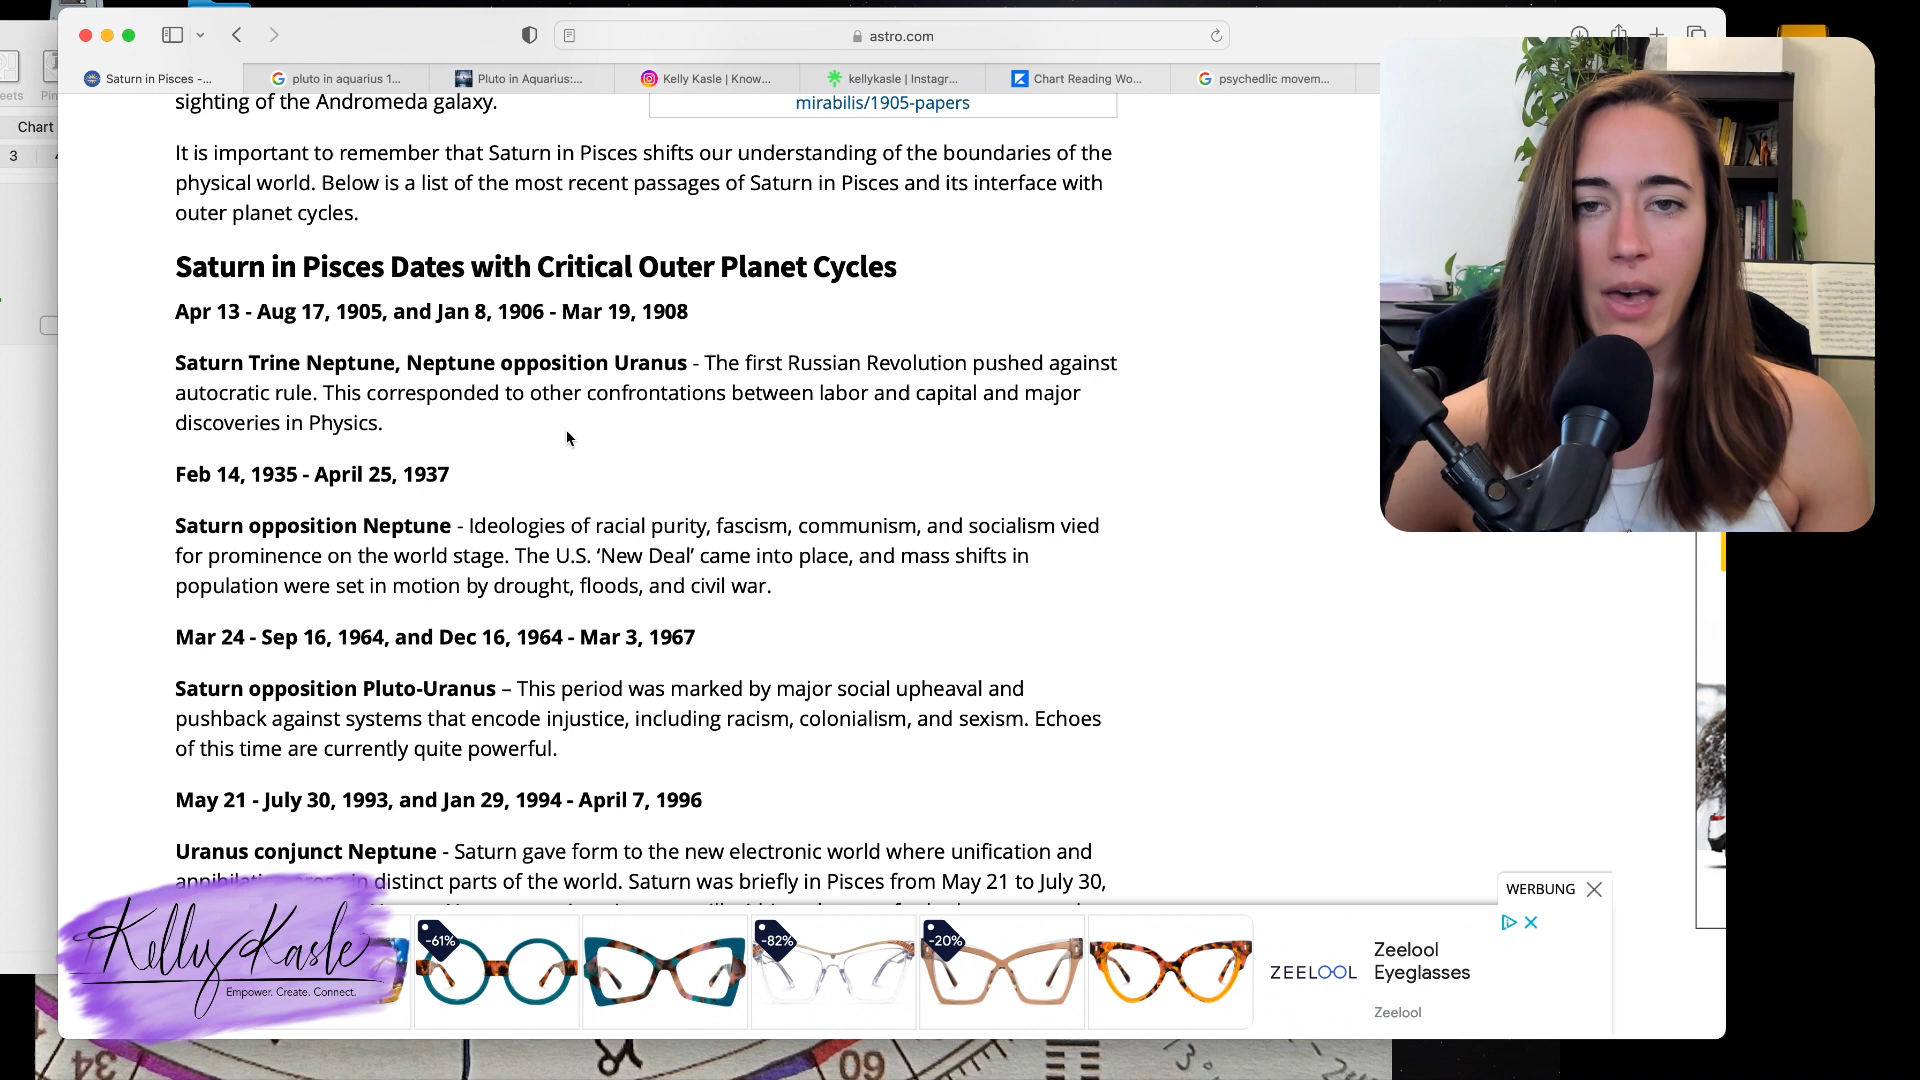 astro.com
Saturn in Pisces -...
pluto in aquarius 1...
Pluto in Aquarius:...
Kelly Kasle | Know...
kellykasle | Instagr...
Chart Reading Wo...
psychedlic movem...
eets
Chart
3
sighting of the Andromeda galaxy.
mirabilis/1905-papers
It is important to remember that Saturn in Pisces shifts our understanding of the boundaries of the
physical world. Below is a list of the most recent passages of Saturn in Pisces and its interface with
outer planet cycles.
Saturn in Pisces Dates with Critical Outer Planet Cycles
Apr 13 - Aug 17, 1905, and Jan 8, 1906 - Mar 19, 1908
Saturn Trine Neptune, Neptune opposition Uranus - The first Russian Revolution pushed against
autocratic rule. This corresponded to other confrontations between labor and capital and major
discoveries in Physics.
Feb 14, 1935 - April 25, 1937
Saturn opposition Neptune - Ideologies of racial purity, fascism, communism, and socialism vied
for prominence on the world stage. The U.S. ‘New Deal’ came into place, and mass shifts in
population were set in motion by drought, floods, and civil war.
Mar 24 - Sep 16, 1964, and Dec 16, 1964 - Mar 3, 1967
Saturn opposition Pluto-Uranus – This period was marked by major social upheaval and
pushback against systems that encode injustice, including racism, colonialism, and sexism. Echoes
of this time are currently quite powerful.
May 21 - July 30, 1993, and Jan 29, 1994 - April 7, 1996
Uranus conjunct Neptune - Saturn gave form to the new electronic world where unification and
distinct parts of the world. Saturn was briefly in Pisces from May 21 to July 30,
WERBUNG
Kelly Kasle
Empower. Create. Connect.
-61%
-82%
-20%
ZEELOOL
Zeelool
Eyeglasses
Zeelool
34
60